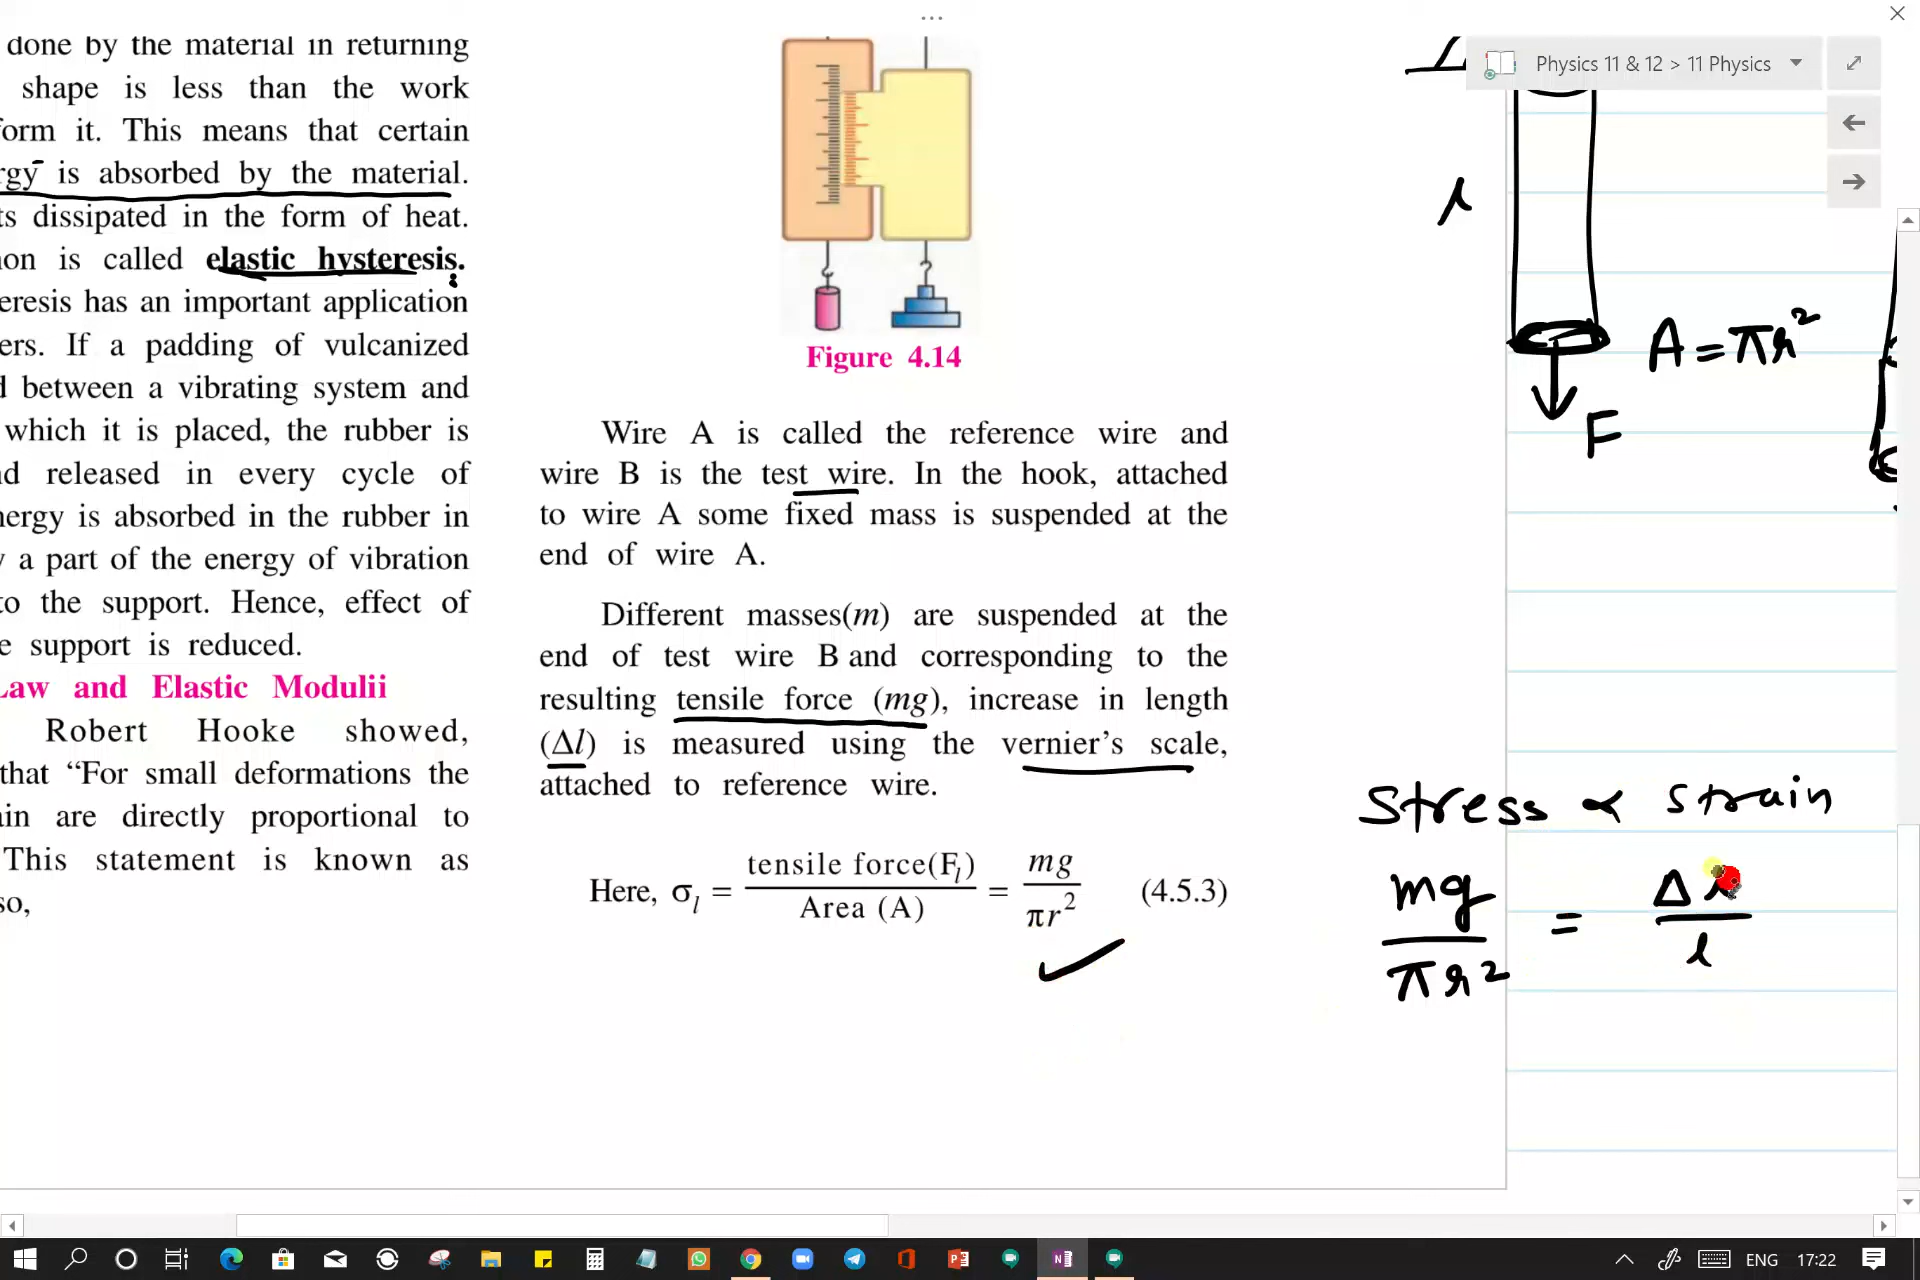 Physics 11 & 12 > 11 Physics
done by the material in returning
shape is less than the work
form it. This means that certain
rgy is absorbed by the material.
ts dissipated in the form of heat.
on is called elastic hysteresis.
eresis has an important application
ers. If a padding of vulcanized
d between a vibrating system and
which it is placed, the rubber is
nd released in every cycle of
nergy is absorbed in the rubber in
y a part of the energy of vibration
to the support. Hence, effect of
e support is reduced.
Law and Elastic Modulii
Robert Hooke showed,
that “For small deformations the
ain are directly proportional to
This statement is known as
so,
Figure 4.14
Wire A is called the reference wire and
wire B is the test wire. In the hook, attached
to wire A some fixed mass is suspended at the
end of wire A.
Different masses(m) are suspended at the
end of test wire B and corresponding to the
resulting tensile force (mg), increase in length
(Δl) is measured using the vernier’s scale,
attached to reference wire.
Here, σl = tensile force(Fl) / Area (A) = mg / πr² (4.5.3)
l
A = πr²
F
Stress ∝ strain
mg / πr² = Δl / l
ENG 17:22